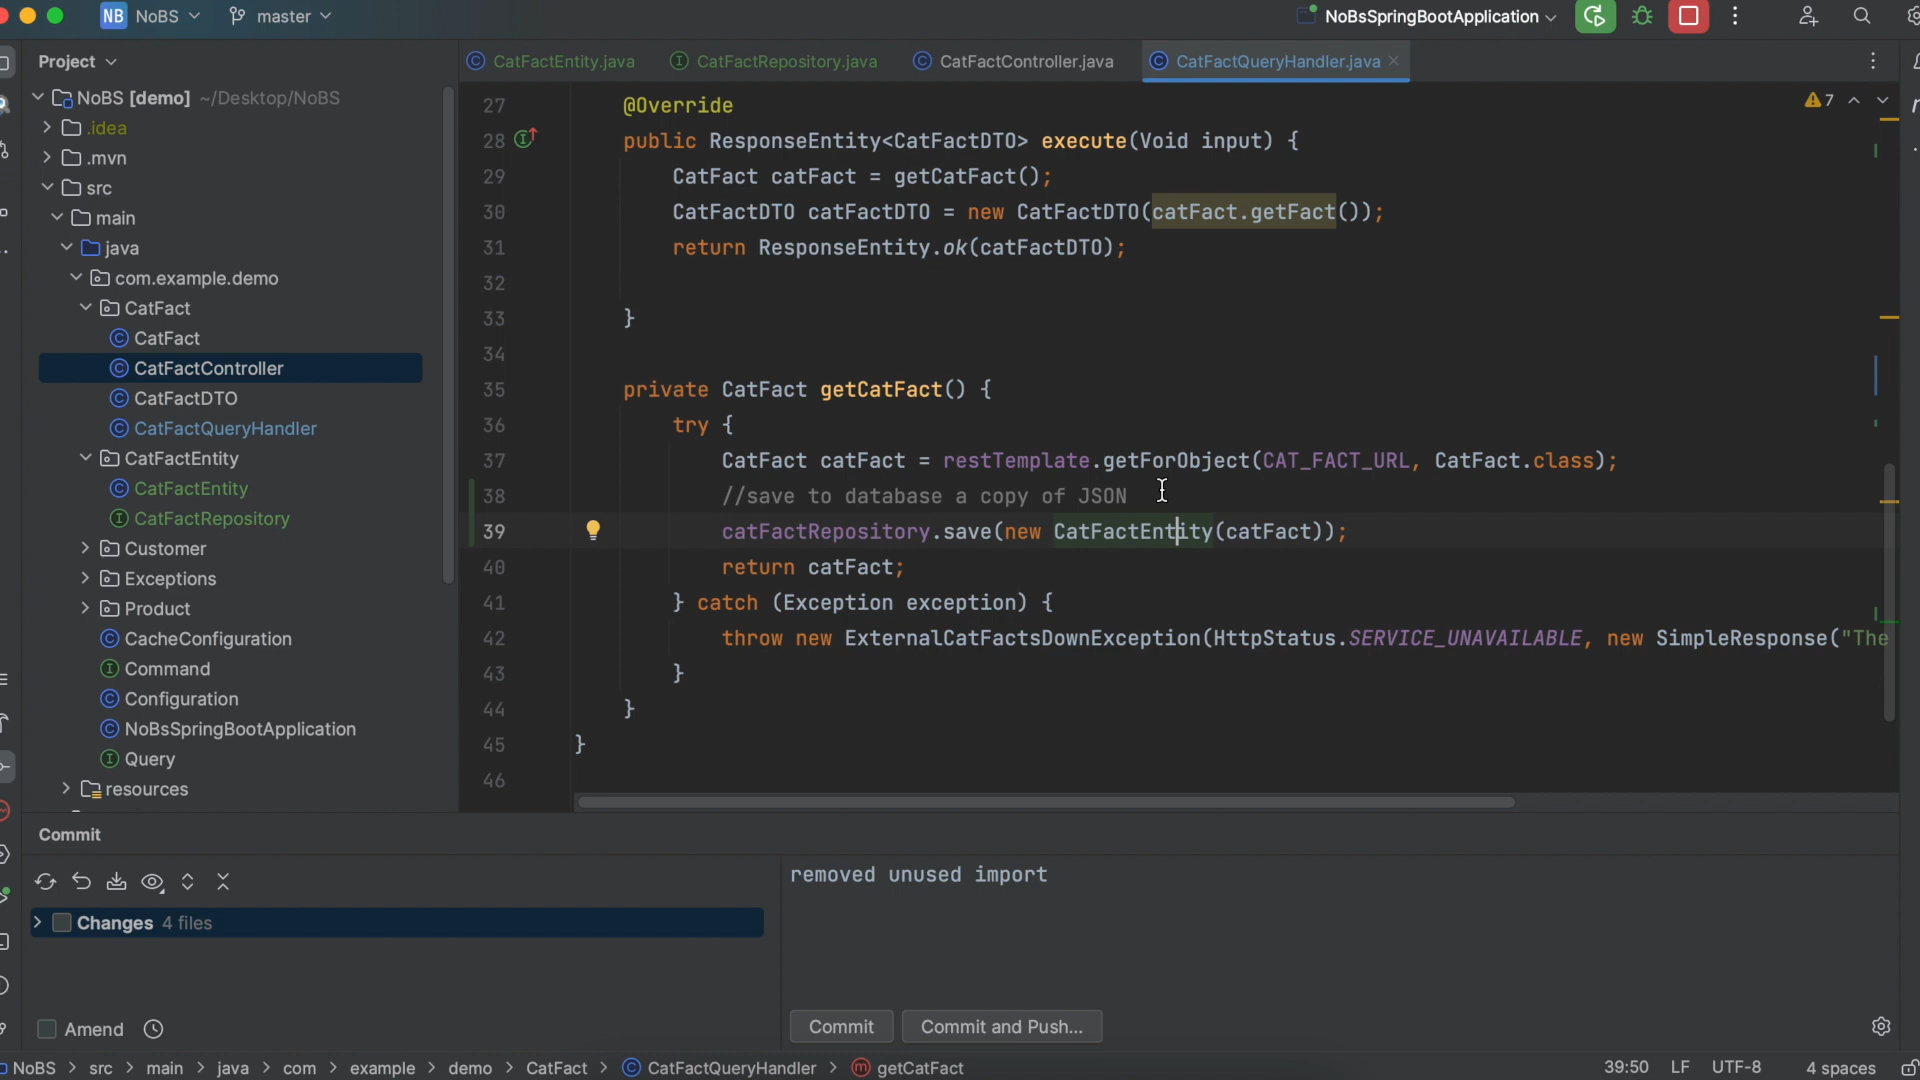 NB NoBS master NoBsSpringBootApplication
Project
CatFactEntity.java CatFactRepository.java CatFactController.java CatFactQueryHandler.java
NoBS [demo] ~/Desktop/NoBS
.idea
.mvn
src
main
java
com.example.demo
CatFact
CatFact
CatFactController
CatFactDTO
CatFactQueryHandler
CatFactEntity
CatFactEntity
CatFactRepository
Customer
Exceptions
Product
CacheConfiguration
Command
Configuration
NoBsSpringBootApplication
Query
resources
7
27 @Override
28 public ResponseEntity<CatFactDTO> execute(Void input) {
29 CatFact catFact = getCatFact();
30 CatFactDTO catFactDTO = new CatFactDTO(catFact.getFact());
31 return ResponseEntity.ok(catFactDTO);
32
33 }
34
35 private CatFact getCatFact() {
36 try {
37 CatFact catFact = restTemplate.getForObject(CAT_FACT_URL, CatFact.class);
38 //save to database a copy of JSON
39 catFactRepository.save(new CatFactEntity(catFact));
40 return catFact;
41 } catch (Exception exception) {
42 throw new ExternalCatFactsDownException(HttpStatus.SERVICE_UNAVAILABLE, new SimpleResponse("The
43 }
44 }
45 }
46
Commit
Changes 4 files
Amend
removed unused import
Commit Commit and Push...
NoBS > src > main > java > com > example > demo > CatFact > CatFactQueryHandler > getCatFact 39:50 LF UTF-8 4 spaces